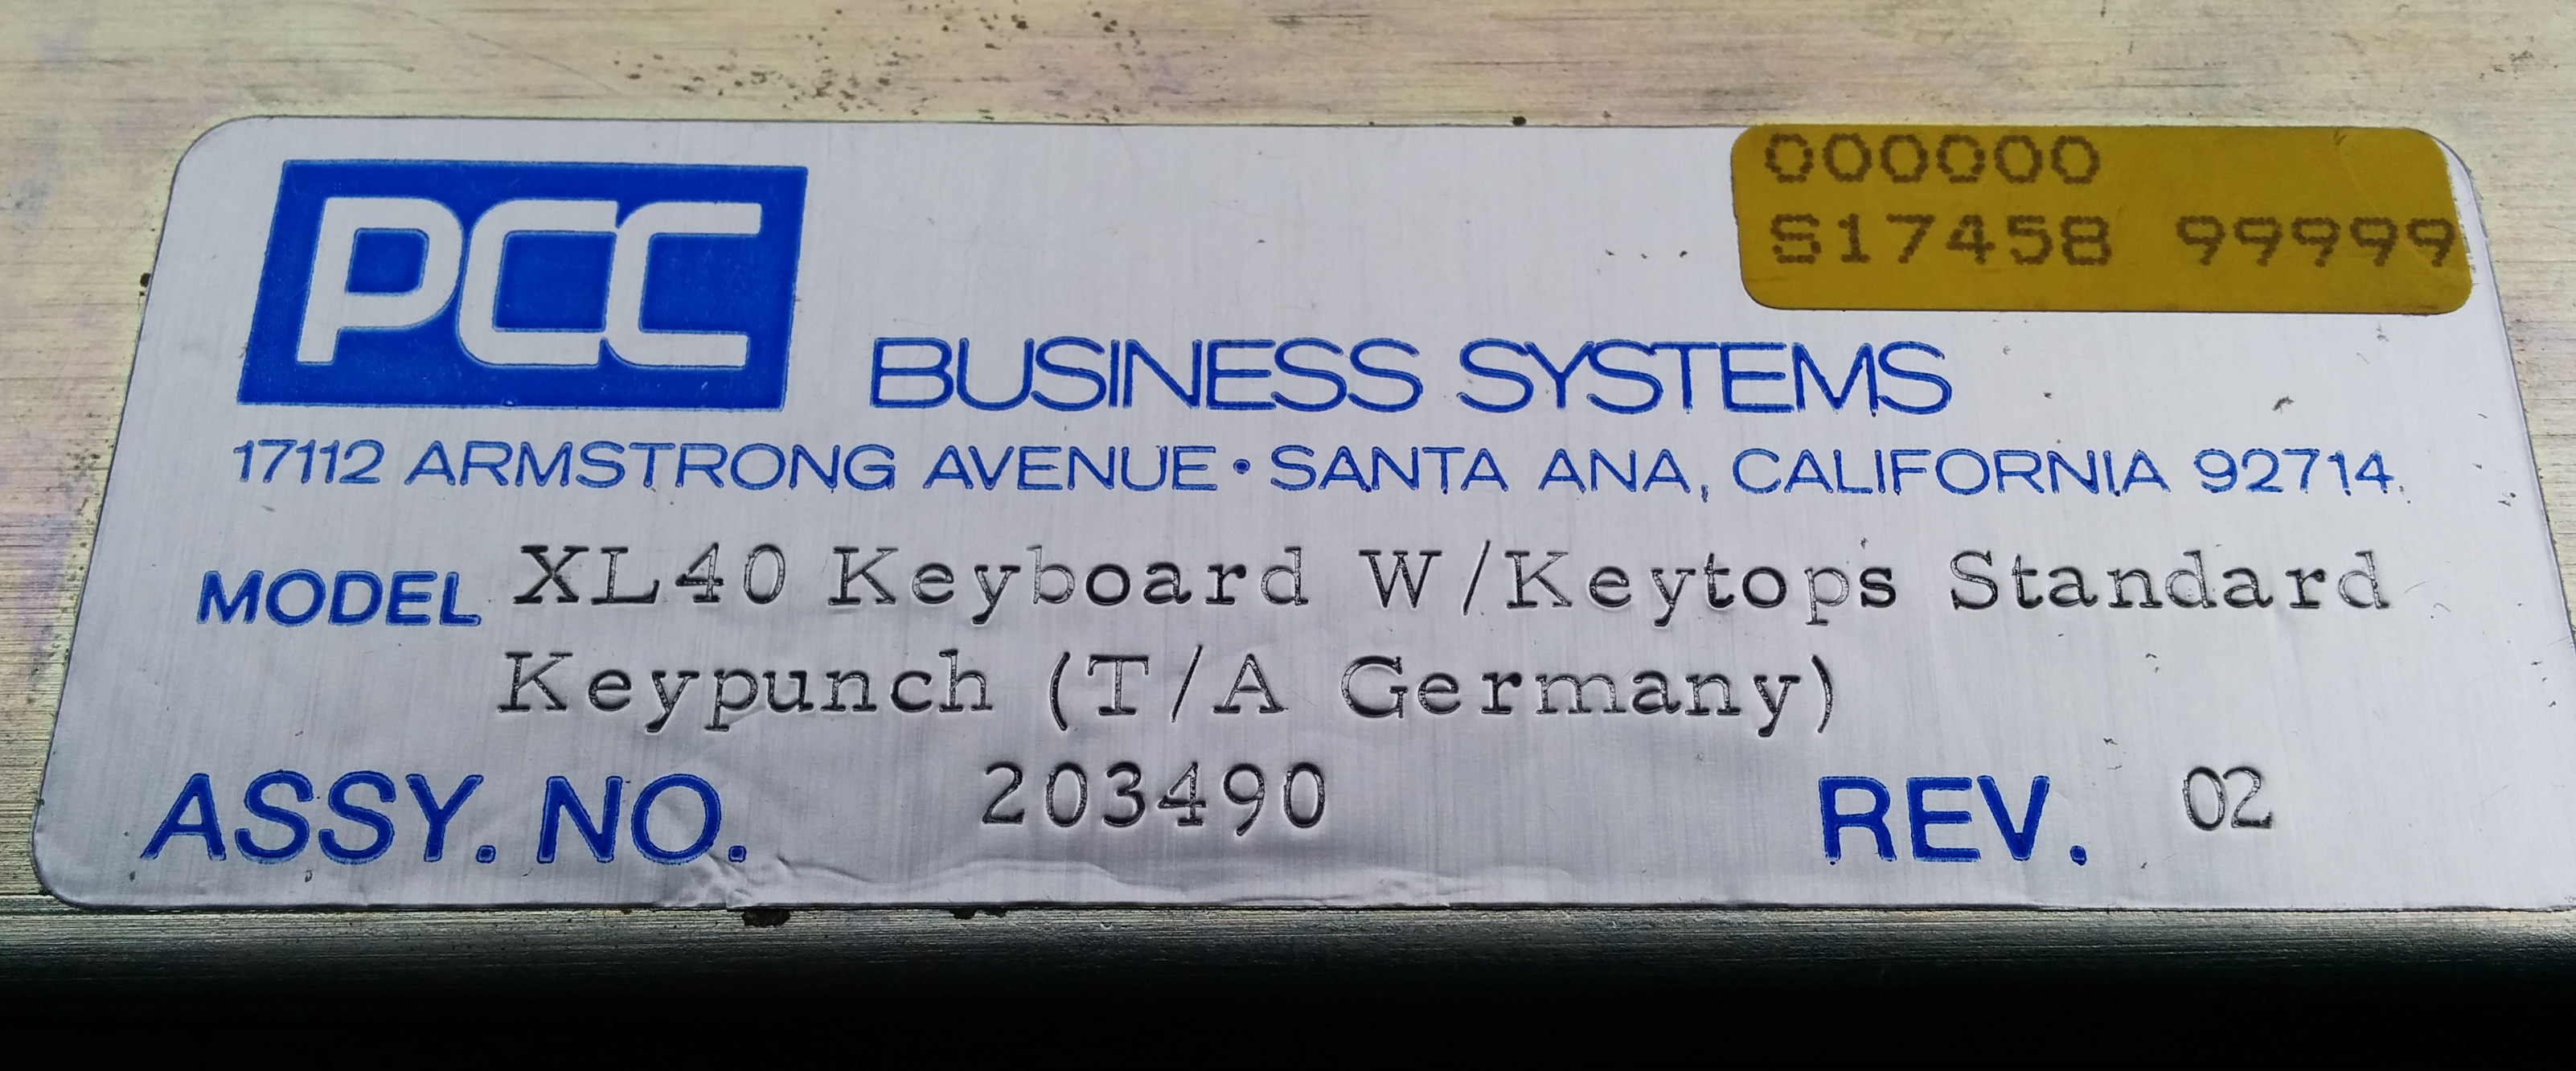 000000
S17458 99999
PCC BUSINESS SYSTEMS
17112 ARMSTRONG AVENUE • SANTA ANA, CALIFORNIA 92714
MODEL XL40 Keyboard W/Keytops Standard
Keypunch (T/A Germany)
ASSY. NO. 203490 REV. 02